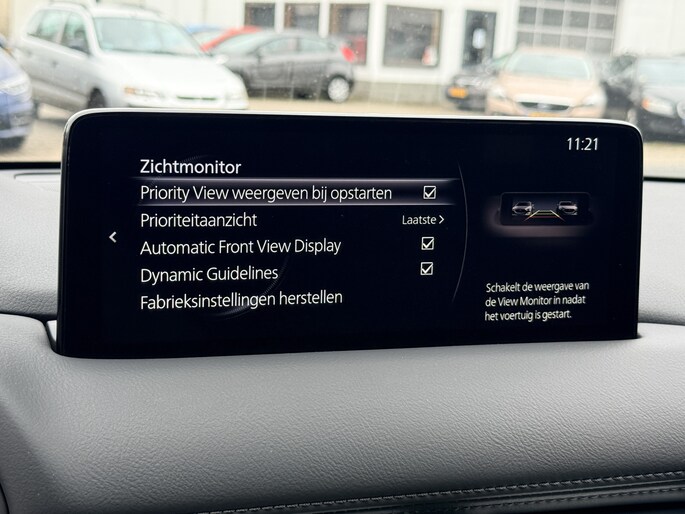 11:21
Zichtmonitor
Priority View weergeven bij opstarten
Prioriteitaanzicht Laatste >
Automatic Front View Display
Dynamic Guidelines
Fabrieksinstellingen herstellen
Schakelt de weergave van
de View Monitor in nadat
het voertuig is gestart.